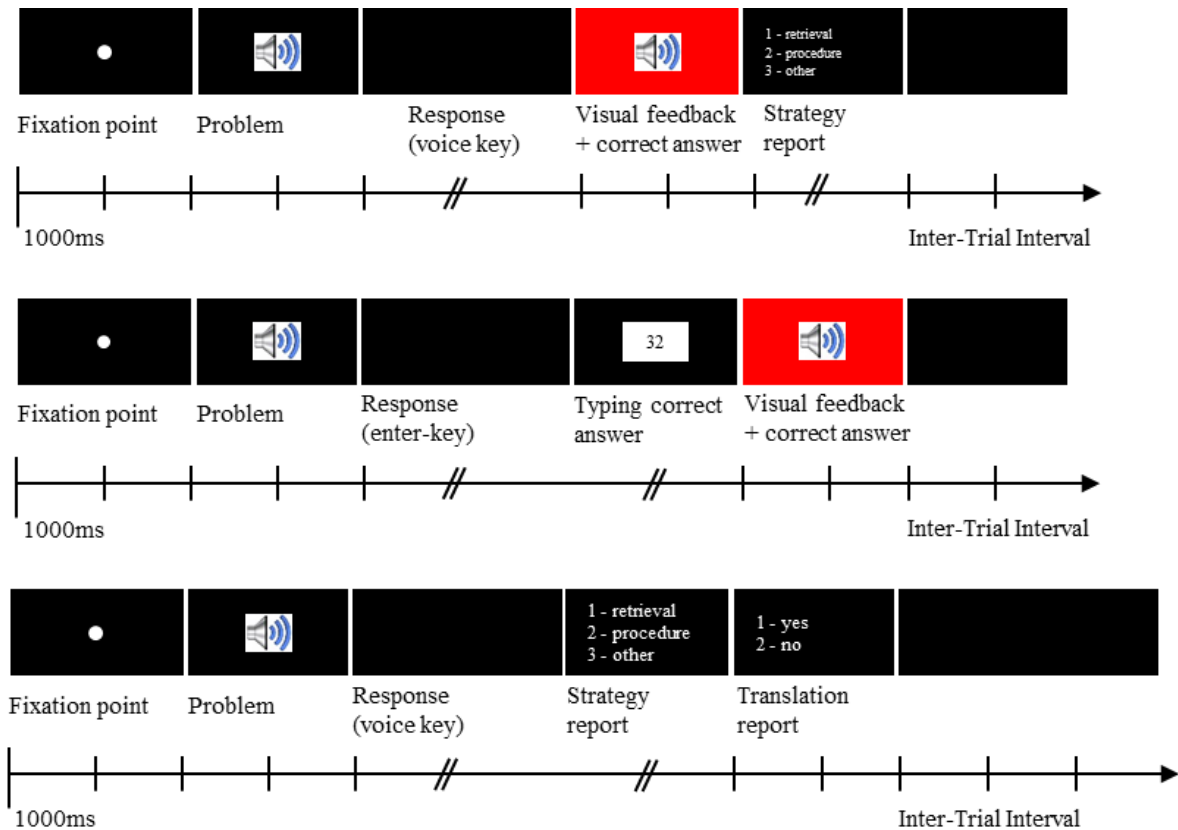 1 - retrieval
2 - procedure
3 - other
Fixation point
Problem
Response
(voice key)
Visual feedback
+ correct answer
Strategy
report
1000ms
Inter-Trial Interval
32
Fixation point
Problem
Response
(enter-key)
Typing correct
answer
Visual feedback
+ correct answer
1000ms
Inter-Trial Interval
1 - retrieval
2 - procedure
3 - other
1 - yes
2 - no
Fixation point
Problem
Response
(voice key)
Strategy
report
Translation
report
1000ms
Inter-Trial Interval